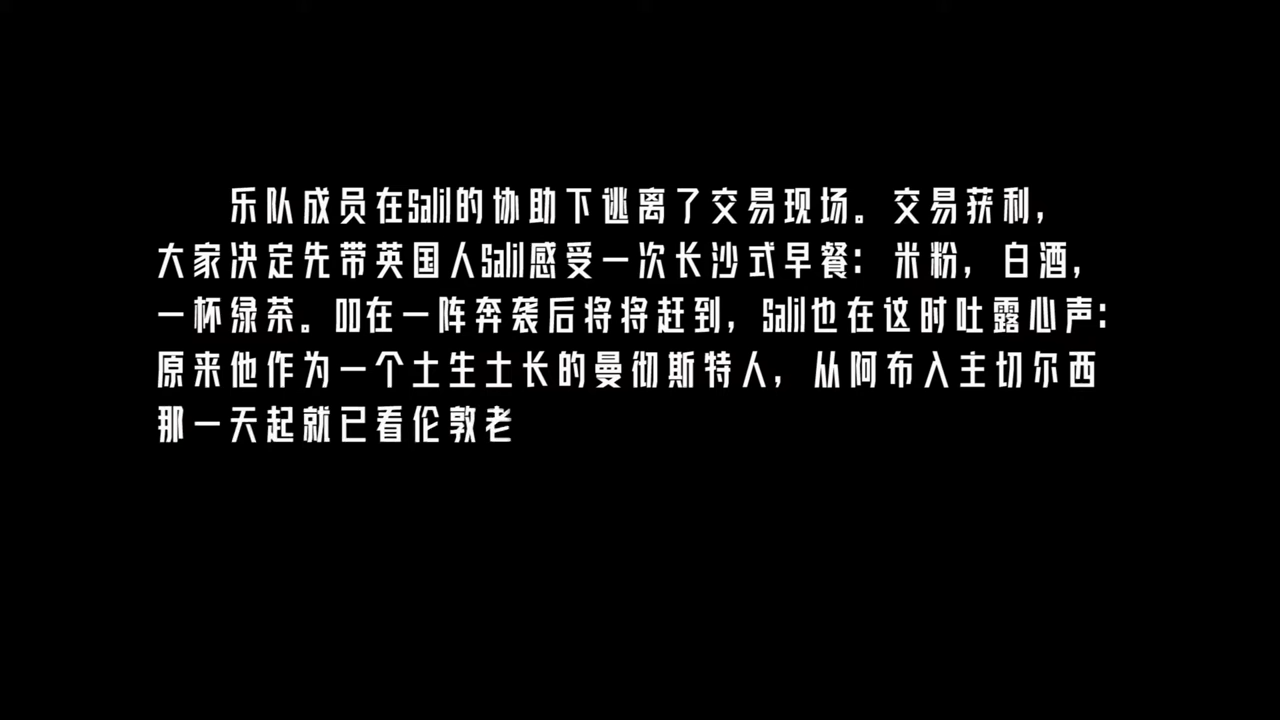 乐队成员在Salil的协助下逃离了交易现场。交易获利，
大家决定先带英国人Salil感受一次长沙式早餐：米粉，白酒，
一杯绿茶。QQ在一阵奔袭后将将赶到，Salil也在这时吐露心声：
原来他作为一个土生土长的曼彻斯特人，从阿布入主切尔西
那一天起就已看伦敦老